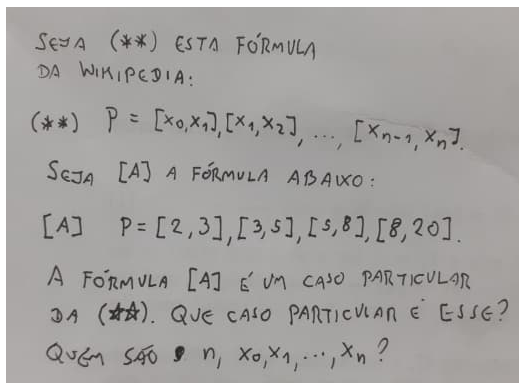 SEJA (**) ESTA FÓRMULA
DA WIKIPEDIA:
(**) P = [x₀,x₁],[x₁,x₂], ..., [xₙ₋₁,xₙ].
SEJA [A] A FÓRMULA ABAIXO:
[A] P=[2,3],[3,5],[5,8],[8,20].
A FÓRMULA [A] É UM CASO PARTICULAR
DA (**). QUE CASO PARTICULAR É ESSE?
QUEM SÃO n, x₀,x₁,...,xₙ?